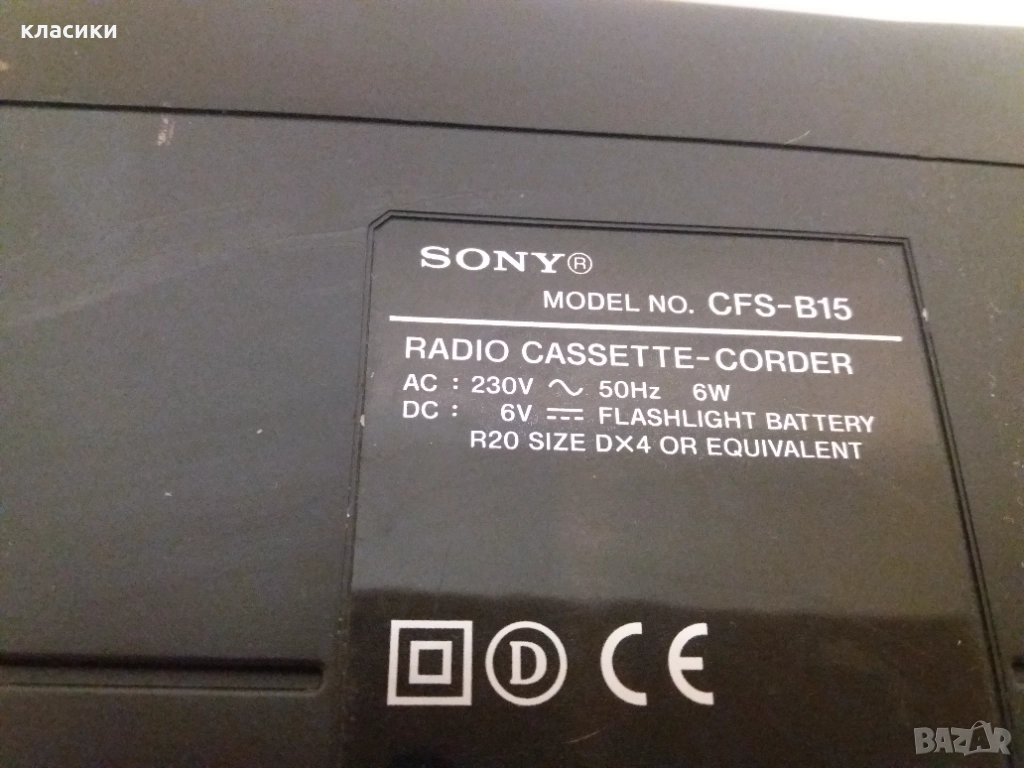 класики
SONY®
MODEL NO. CFS-B15
RADIO CASSETTE-CORDER
AC : 230V ~ 50Hz 6W
DC : 6V ⎓ FLASHLIGHT BATTERY
R20 SIZE D×4 OR EQUIVALENT
D CE
BAZAR